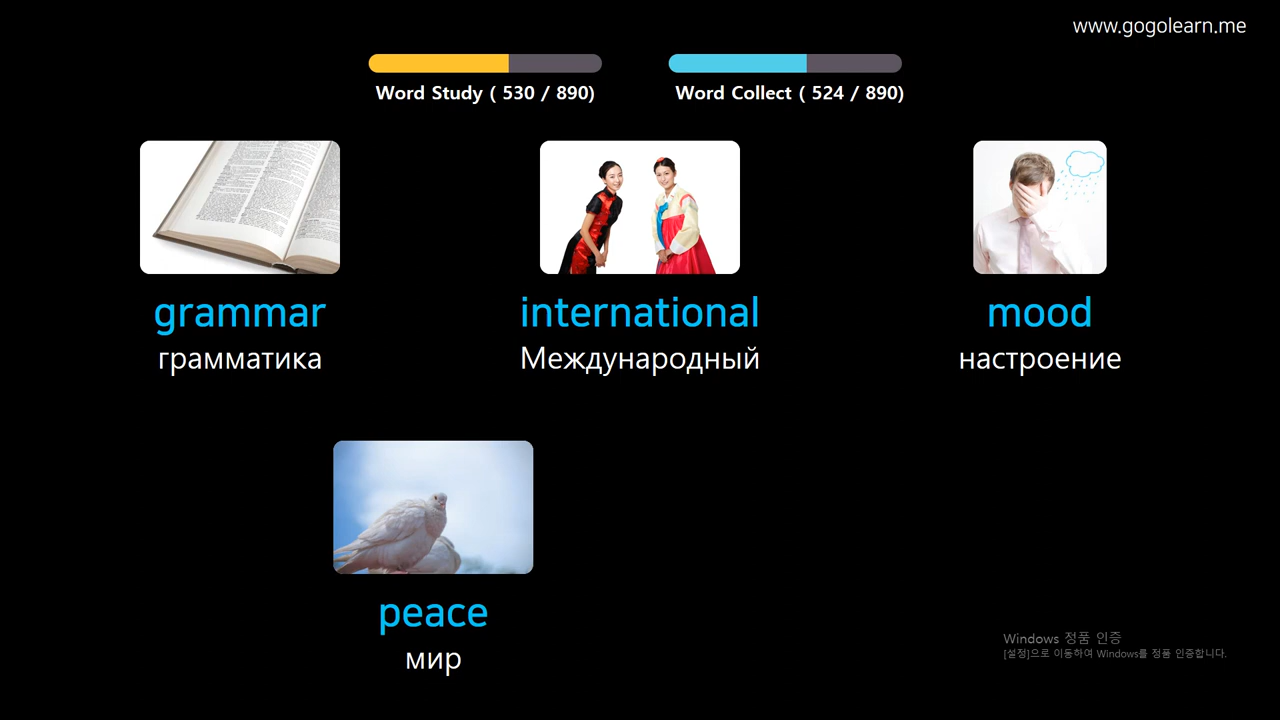 www.gogolearn.me
Word Study ( 530 / 890)
Word Collect ( 524 / 890)
grammar
грамматика
international
Международный
mood
настроение
peace
мир
Windows 정품 인증
[설정]으로 이동하여 Windows를 정품 인증합니다.